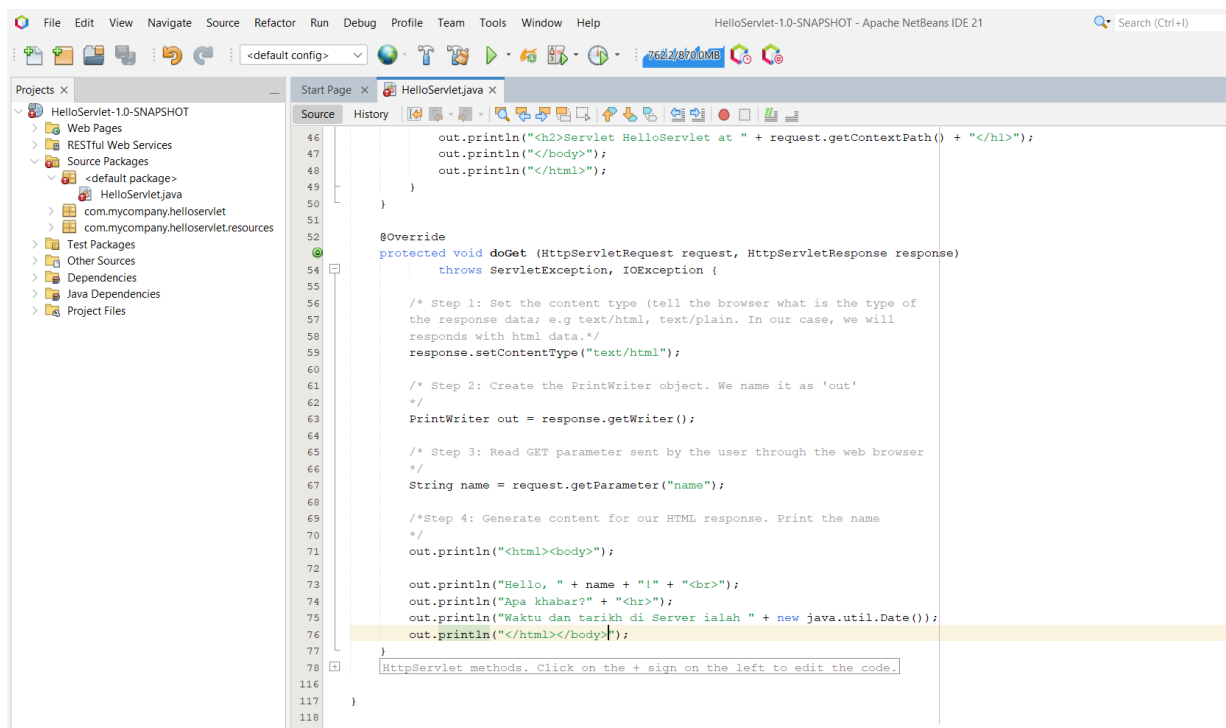 File Edit View Navigate Source Refactor Run Debug Profile Team Tools Window Help HelloServlet-1.0-SNAPSHOT - Apache NetBeans IDE 21 Search (Ctrl+I)
<default config> 762.2/870.0MB
Projects
HelloServlet-1.0-SNAPSHOT
Web Pages
RESTful Web Services
Source Packages
<default package>
HelloServlet.java
com.mycompany.helloservlet
com.mycompany.helloservlet.resources
Test Packages
Other Sources
Dependencies
Java Dependencies
Project Files
Start Page HelloServlet.java
Source History
46 out.println("<h2>Servlet HelloServlet at " + request.getContextPath() + "</h1>");
47 out.println("</body>");
48 out.println("</html>");
49 }
50 }
51
52 @Override
protected void doGet (HttpServletRequest request, HttpServletResponse response)
54 throws ServletException, IOException {
55
56 /* Step 1: Set the content type (tell the browser what is the type of
57 the response data; e.g text/html, text/plain. In our case, we will
58 responds with html data.*/
59 response.setContentType("text/html");
60
61 /* Step 2: Create the PrintWriter object. We name it as 'out'
62 */
63 PrintWriter out = response.getWriter();
64
65 /* Step 3: Read GET parameter sent by the user through the web browser
66 */
67 String name = request.getParameter("name");
68
69 /*Step 4: Generate content for our HTML response. Print the name
70 */
71 out.println("<html><body>");
72
73 out.println("Hello, " + name + "!" + "<br>");
74 out.println("Apa khabar?" + "<hr>");
75 out.println("Waktu dan tarikh di Server ialah " + new java.util.Date());
76 out.println("</html></body>");
77 }
78 HttpServlet methods. Click on the + sign on the left to edit the code.
116
117 }
118